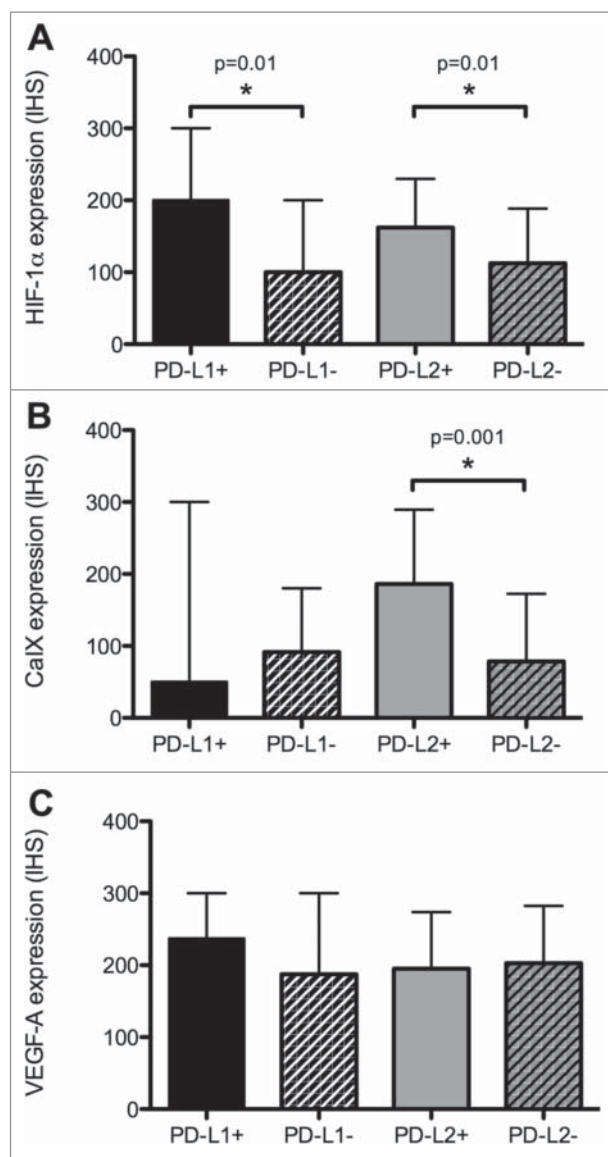 A
HIF-1α expression (IHS)
400
300
200
100
0
p=0.01
*
p=0.01
*
PD-L1+ PD-L1- PD-L2+ PD-L2-
B
CaIX expression (IHS)
400
300
200
100
0
p=0.001
*
PD-L1+ PD-L1- PD-L2+ PD-L2-
C
VEGF-A expression (IHS)
400
300
200
100
0
PD-L1+ PD-L1- PD-L2+ PD-L2-